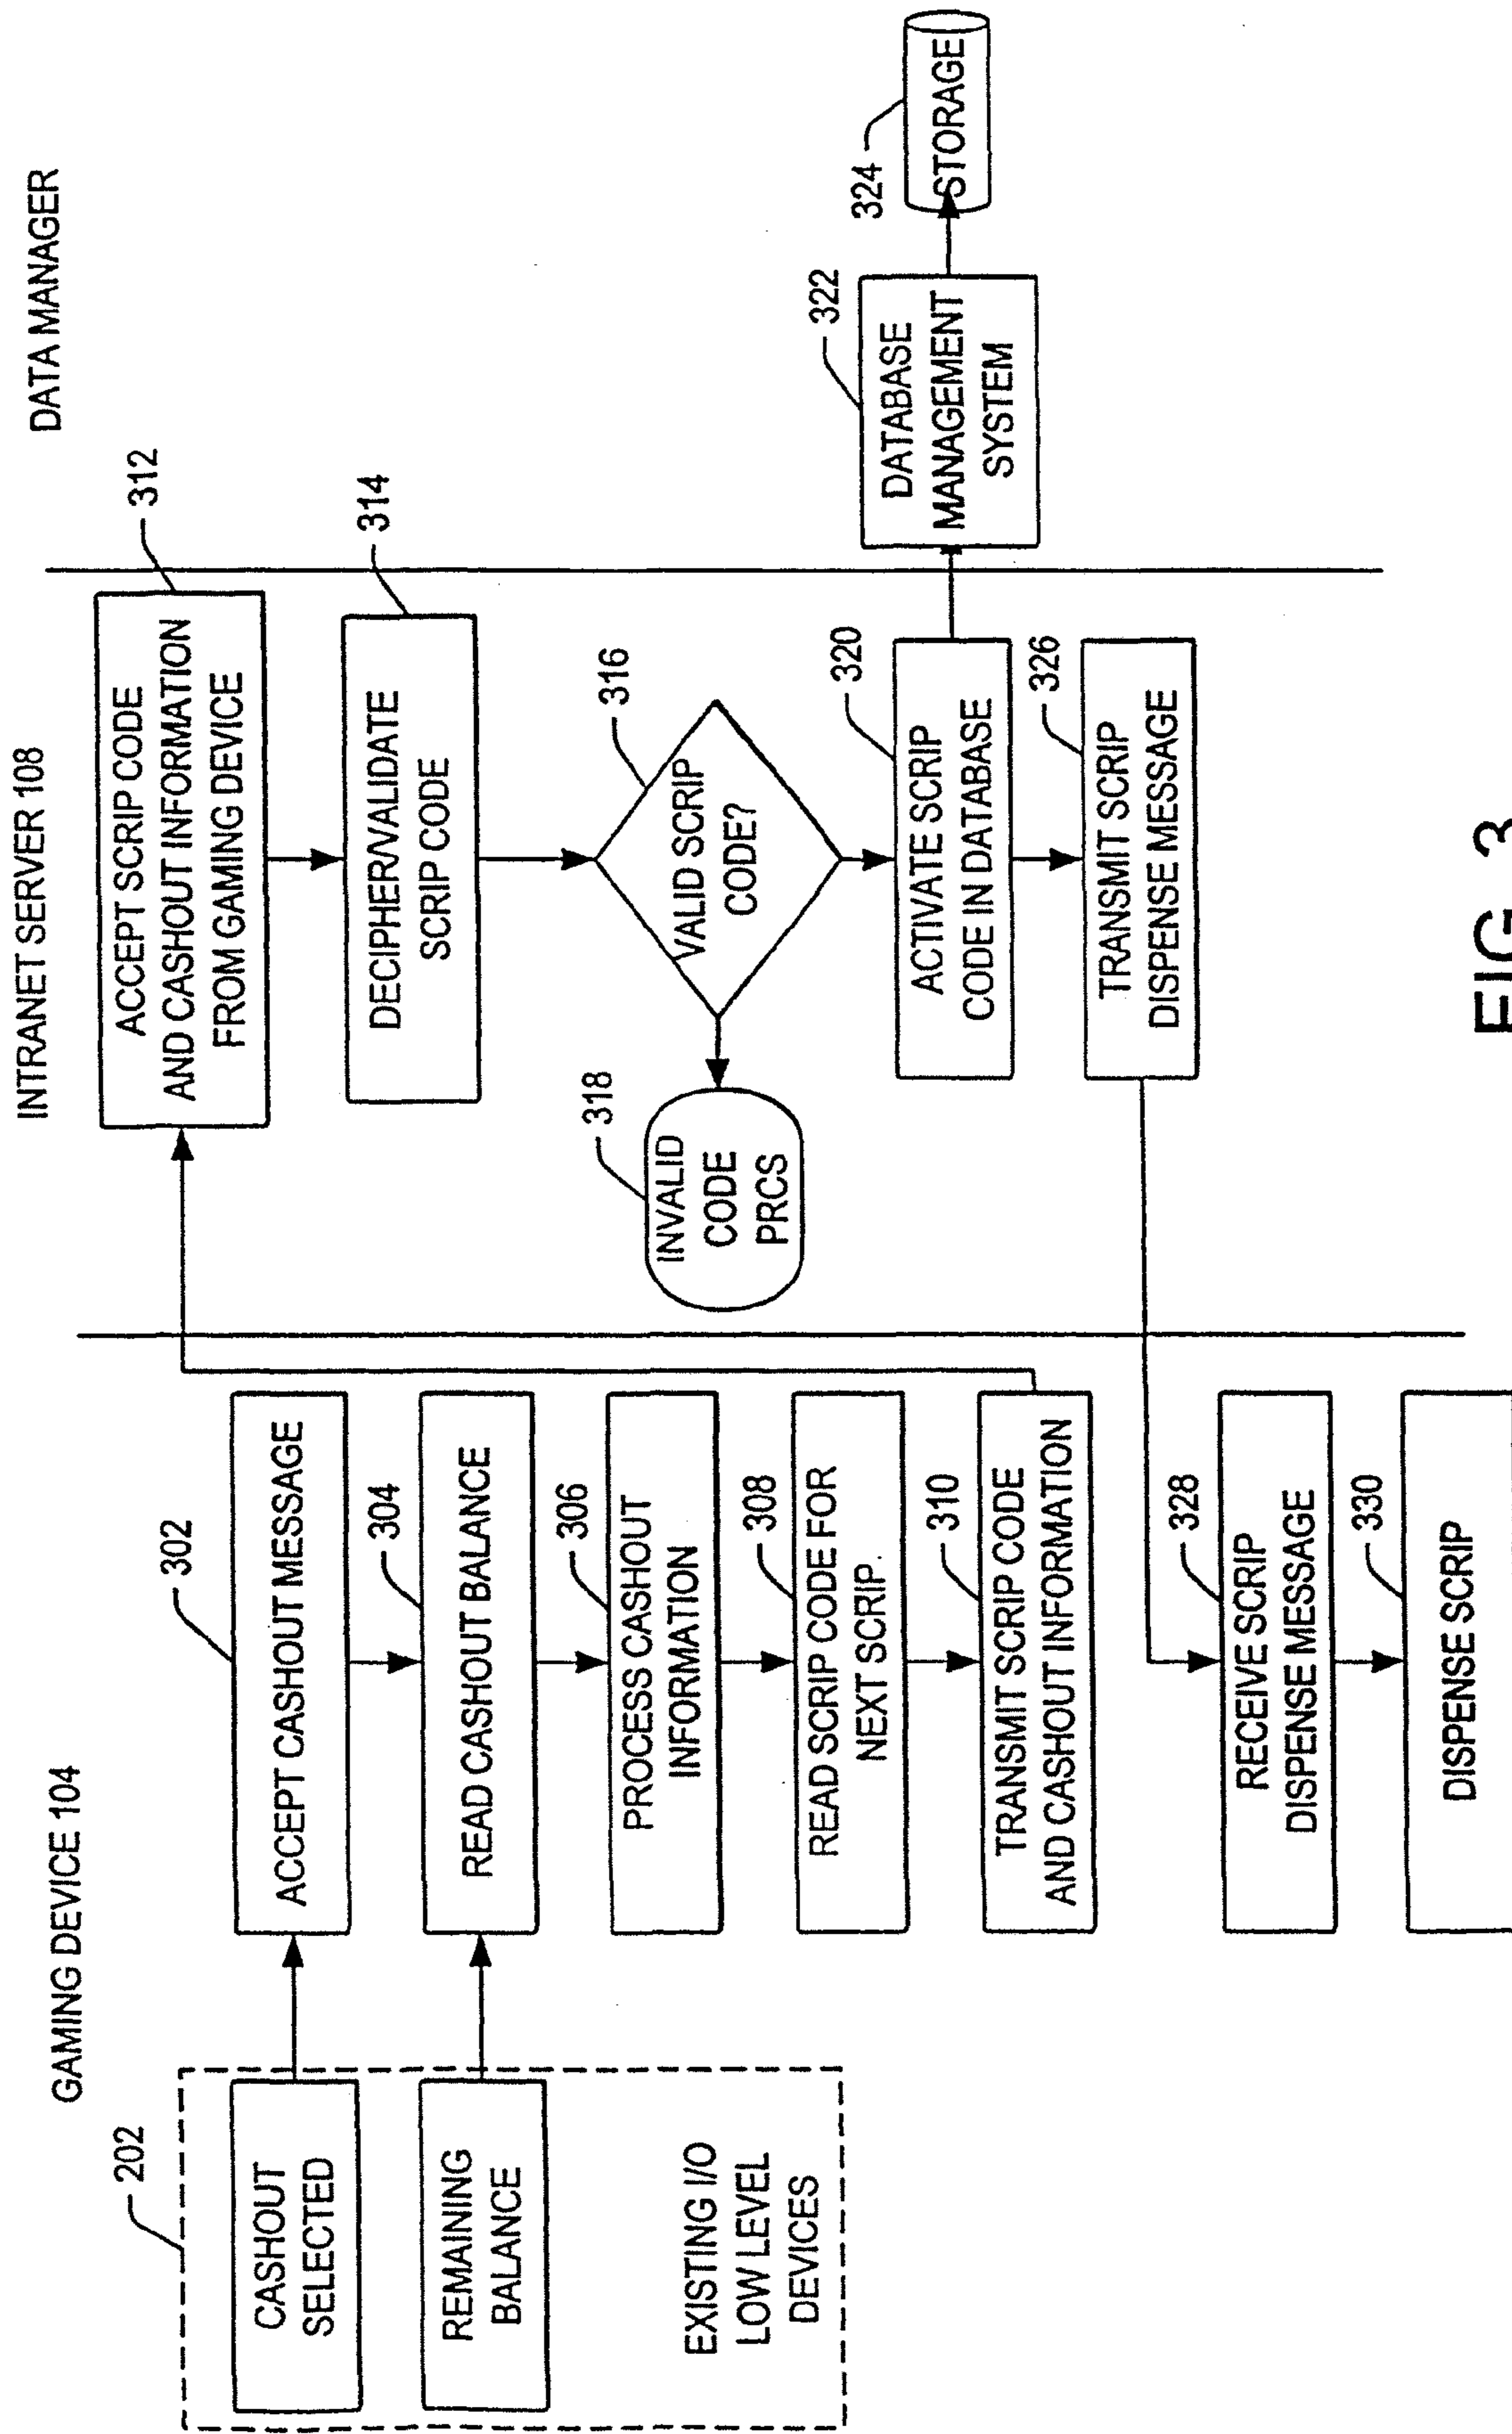 GAMING DEVICE 104
INTRANET SERVER 108
DATA MANAGER
202
CASHOUT
SELECTED
REMAINING
BALANCE
EXISTING I/O
LOW LEVEL
DEVICES
302
ACCEPT CASHOUT MESSAGE
304
READ CASHOUT BALANCE
306
PROCESS CASHOUT
INFORMATION
308
READ SCRIP CODE FOR
NEXT SCRIP.
310
TRANSMIT SCRIP CODE
AND CASHOUT INFORMATION
312
ACCEPT SCRIP CODE
AND CASHOUT INFORMATION
FROM GAMING DEVICE
314
DECIPHER/VALIDATE
SCRIP CODE
316
VALID SCRIP
CODE?
318
INVALID
CODE
PRCS
320
ACTIVATE SCRIP
CODE IN DATABASE
322
DATABASE
MANAGEMENT
SYSTEM
324
STORAGE
326
TRANSMIT SCRIP
DISPENSE MESSAGE
328
RECEIVE SCRIP
DISPENSE MESSAGE
330
DISPENSE SCRIP
FIG. 3